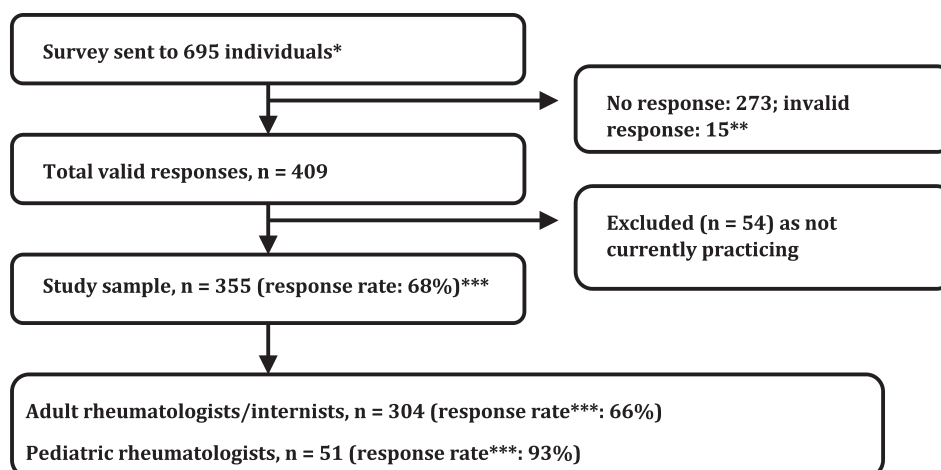 Survey sent to 695 individuals*
No response: 273; invalid
response: 15**
Total valid responses, n = 409
Excluded (n = 54) as not
currently practicing
Study sample, n = 355 (response rate: 68%)***
Adult rheumatologists/internists, n = 304 (response rate***: 66%)
Pediatric rheumatologists, n = 51 (response rate***: 93%)